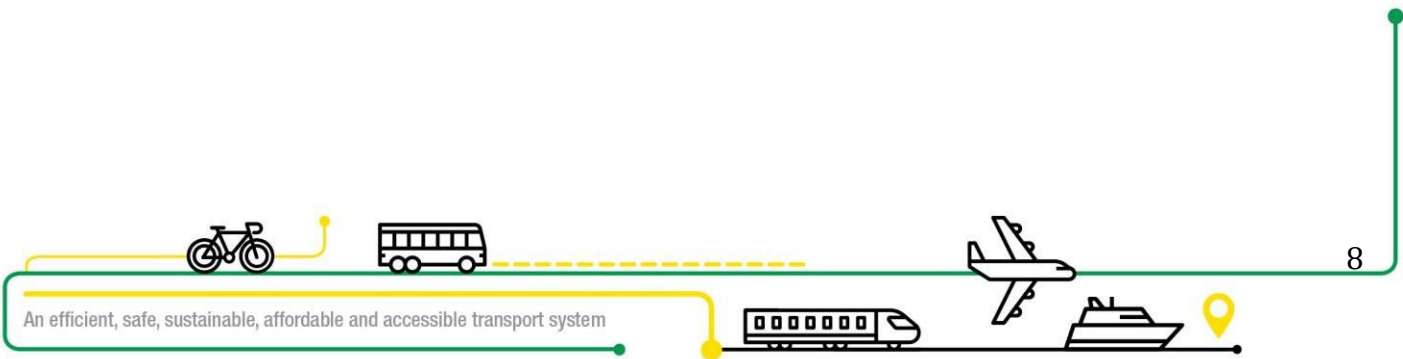 8
An efficient, safe, sustainable, affordable and accessible transport system